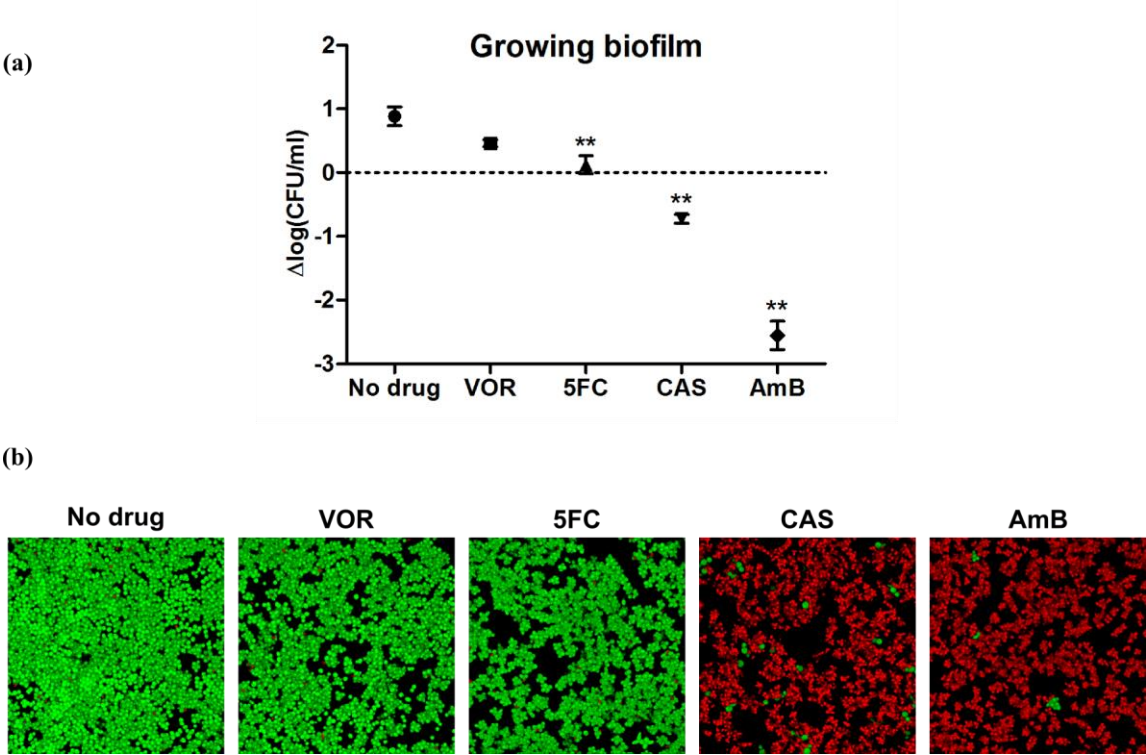 (a)
Growing biofilm
Δlog(CFU/ml)
2
1
0
-1
-2
-3
**
**
**
No drug VOR 5FC CAS AmB
(b)
No drug VOR 5FC CAS AmB